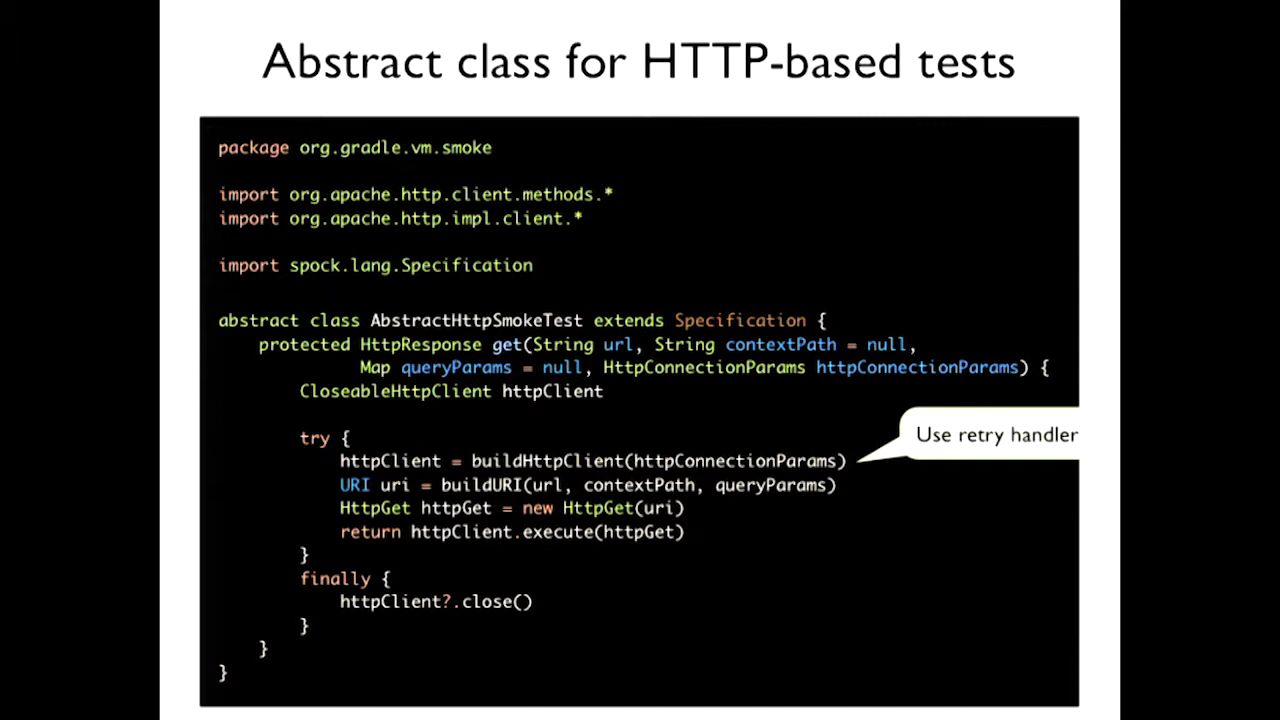 Abstract class for HTTP-based tests
package org.gradle.vm.smoke
import org.apache.http.client.methods.*
import org.apache.http.impl.client.*
import spock.lang.Specification
abstract class AbstractHttpSmokeTest extends Specification {
protected HttpResponse get(String url, String contextPath = null,
Map queryParams = null, HttpConnectionParams httpConnectionParams) {
CloseableHttpClient httpClient
try {
httpClient = buildHttpClient(httpConnectionParams)
Use retry handler
URI uri = buildURI(url, contextPath, queryParams)
HttpGet httpGet = new HttpGet(uri)
return httpClient.execute(httpGet)
}
finally {
httpClient?.close()
}
}
}